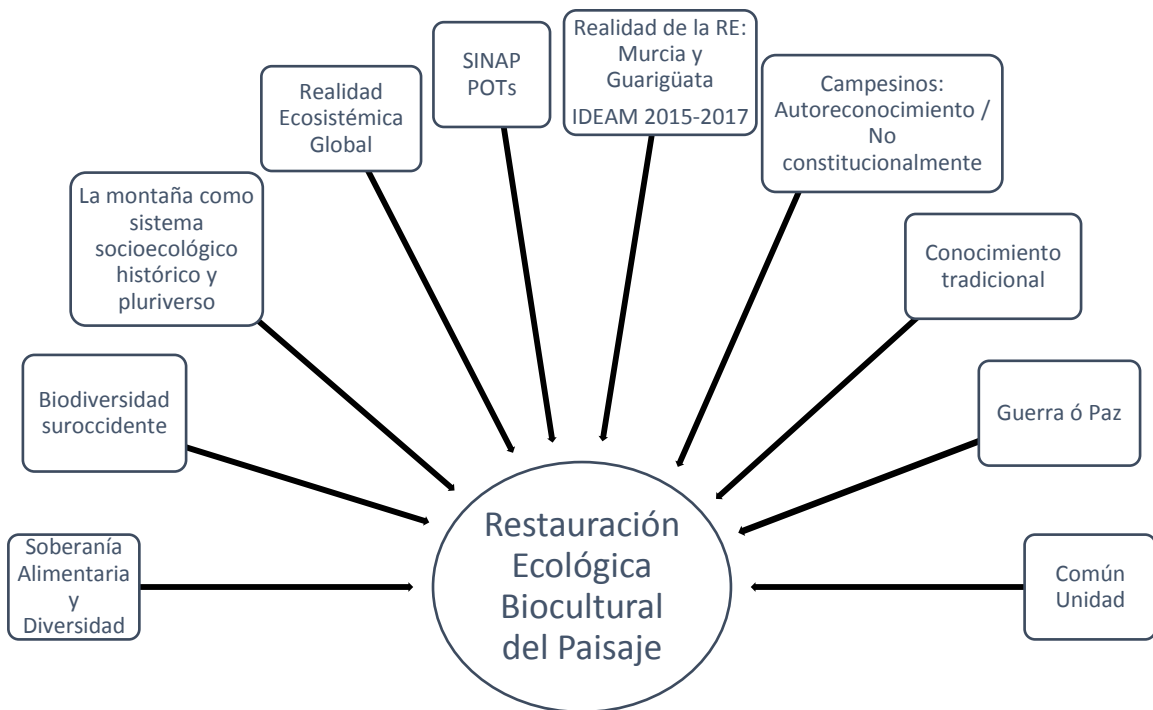 Soberanía
Alimentaria
y
Diversidad
Biodiversidad
suroccidente
La montaña como
sistema
socioecológico
histórico y
pluriverso
Realidad
Ecosistémica
Global
SINAP
POTs
Realidad de la RE:
Murcia y
Guarigüata
IDEAM 2015-2017
Campesinos:
Autoreconocimiento /
No
constitucionalmente
Conocimiento
tradicional
Guerra ó Paz
Común
Unidad
Restauración
Ecológica
Biocultural
del Paisaje